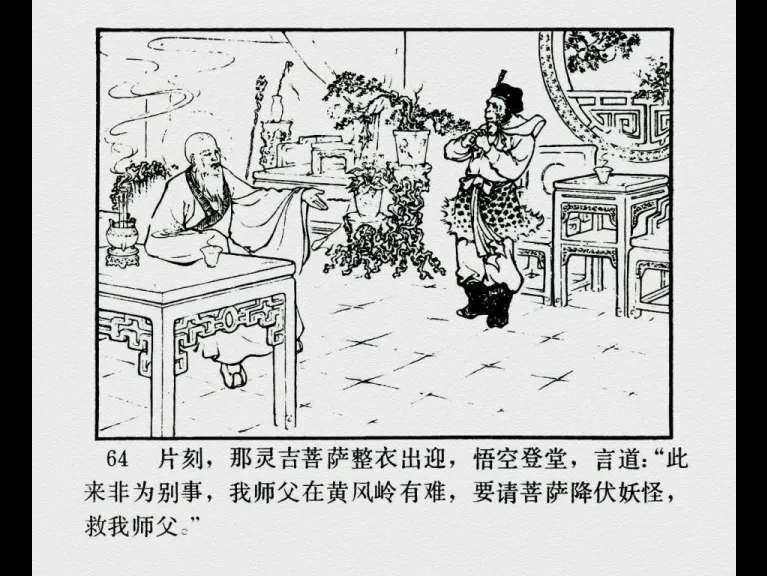 64 片刻，那灵吉菩萨整衣出迎，悟空登堂，言道：“此
来非为别事，我师父在黄风岭有难，要请菩萨降伏妖怪，
救我师父。”